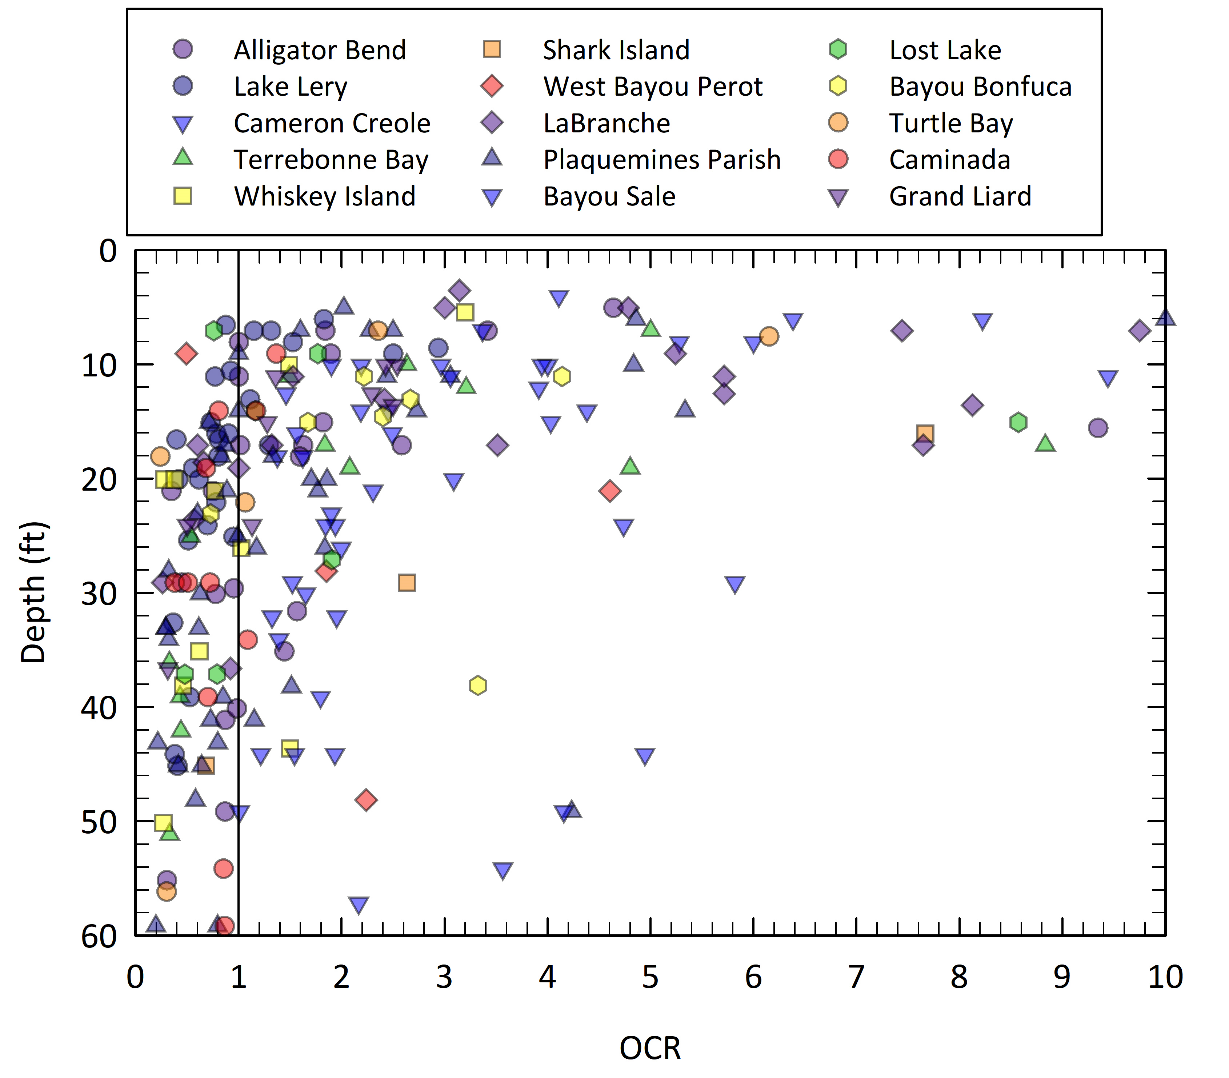 Alligator Bend Shark Island Lost Lake
Lake Lery West Bayou Perot Bayou Bonfuca
Cameron Creole LaBranche Turtle Bay
Terrebonne Bay Plaquemines Parish Caminada
Whiskey Island Bayou Sale Grand Liard
0
10
20
30
40
50
60
Depth (ft)
0 1 2 3 4 5 6 7 8 9 10
OCR